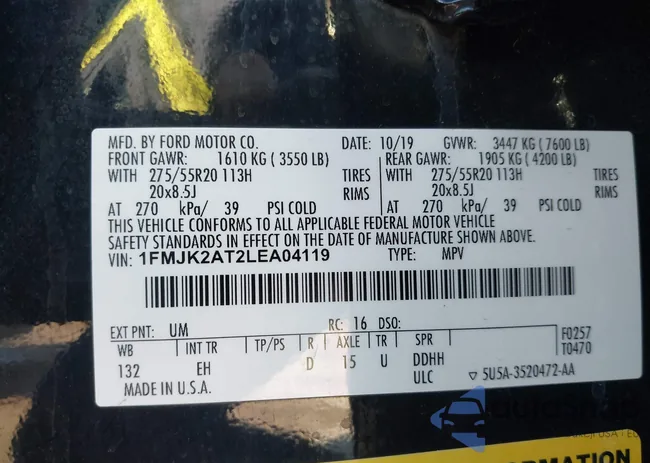 1
MFD. BY FORD MOTOR CO. DATE: 10/19 GVWR: 3447 KG ( 7600 LB)
FRONT GAWR: 1610 KG ( 3550 LB) REAR GAWR: 1905 KG ( 4200 LB)
WITH 275/55R20 113H TIRES WITH 275/55R20 113H TIRES
20x8.5J RIMS 20x8.5J RIMS
AT 270 kPa/ 39 PSI COLD AT 270 kPa/ 39 PSI COLD
THIS VEHICLE CONFORMS TO ALL APPLICABLE FEDERAL MOTOR VEHICLE
SAFETY STANDARDS IN EFFECT ON THE DATE OF MANUFACTURE SHOWN ABOVE.
VIN: 1FMJK2AT2LEA04119 TYPE: MPV
EXT PNT: UM RC: 16 DSO: F0257
WB INT TR TP/PS R AXLE TR SPR T0470
132 EH D 15 U DDHH
MADE IN U.S.A. ULC ▽ 5U5A-3520472-AA